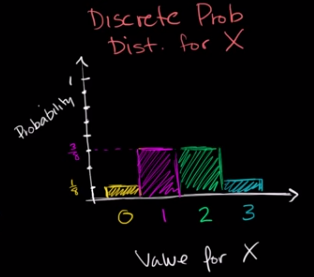 Discrete Prob
Dist. for X
1
Probability
3/8
1/8
0 1 2 3
Value for X